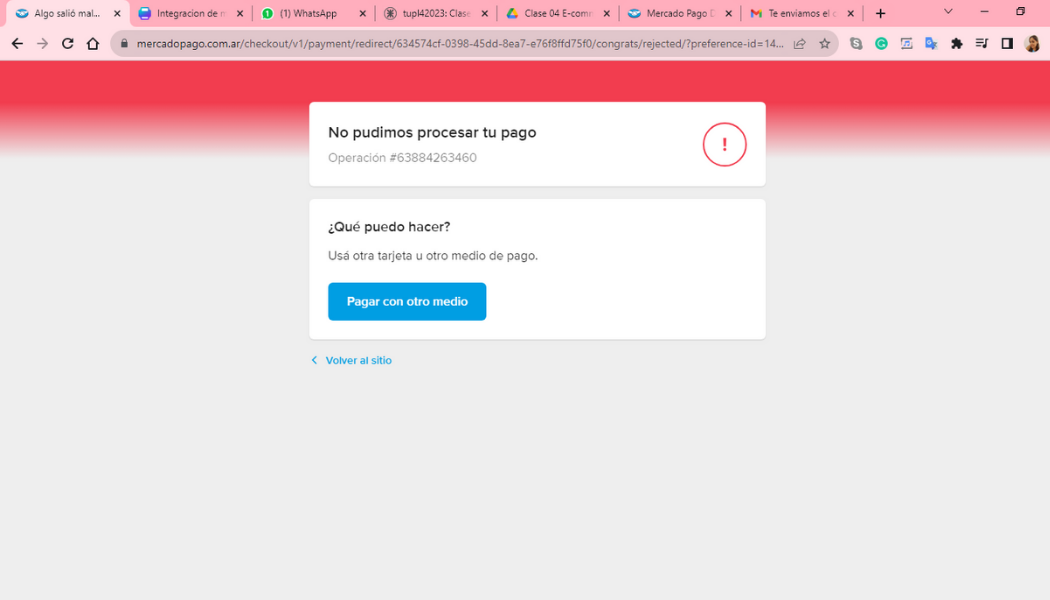 Algo salió mal...
Integracion de m
(1) WhatsApp
tupl42023: Clase
Clase 04 E-comm
Mercado Pago D
Te enviamos el c
mercadopago.com.ar/checkout/v1/payment/redirect/634574cf-0398-45dd-8ea7-e76f8ffd75f0/congrats/rejected/?preference-id=14...
No pudimos procesar tu pago
Operación #63884263460
¿Qué puedo hacer?
Usá otra tarjeta u otro medio de pago.
Pagar con otro medio
Volver al sitio